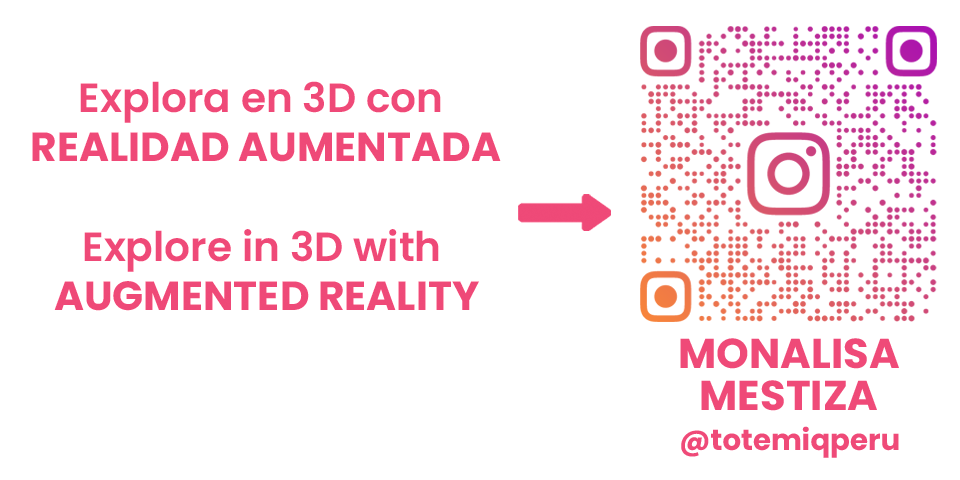 Explora en 3D con
REALIDAD AUMENTADA
Explore in 3D with
AUGMENTED REALITY
MONALISA
MESTIZA
@totemiqperu